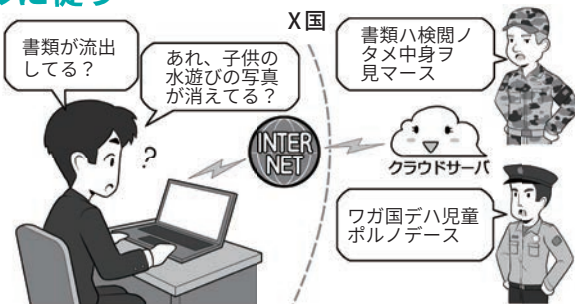 に従う
X国
書類が流出
してる？
あれ、子供の
水遊びの写真
が消えてる？
?
INTER
NET
書類ハ検閲ノ
タメ中身ヲ
見マース
クラウドサーバ
ワガ国デハ児童
ポルノデース